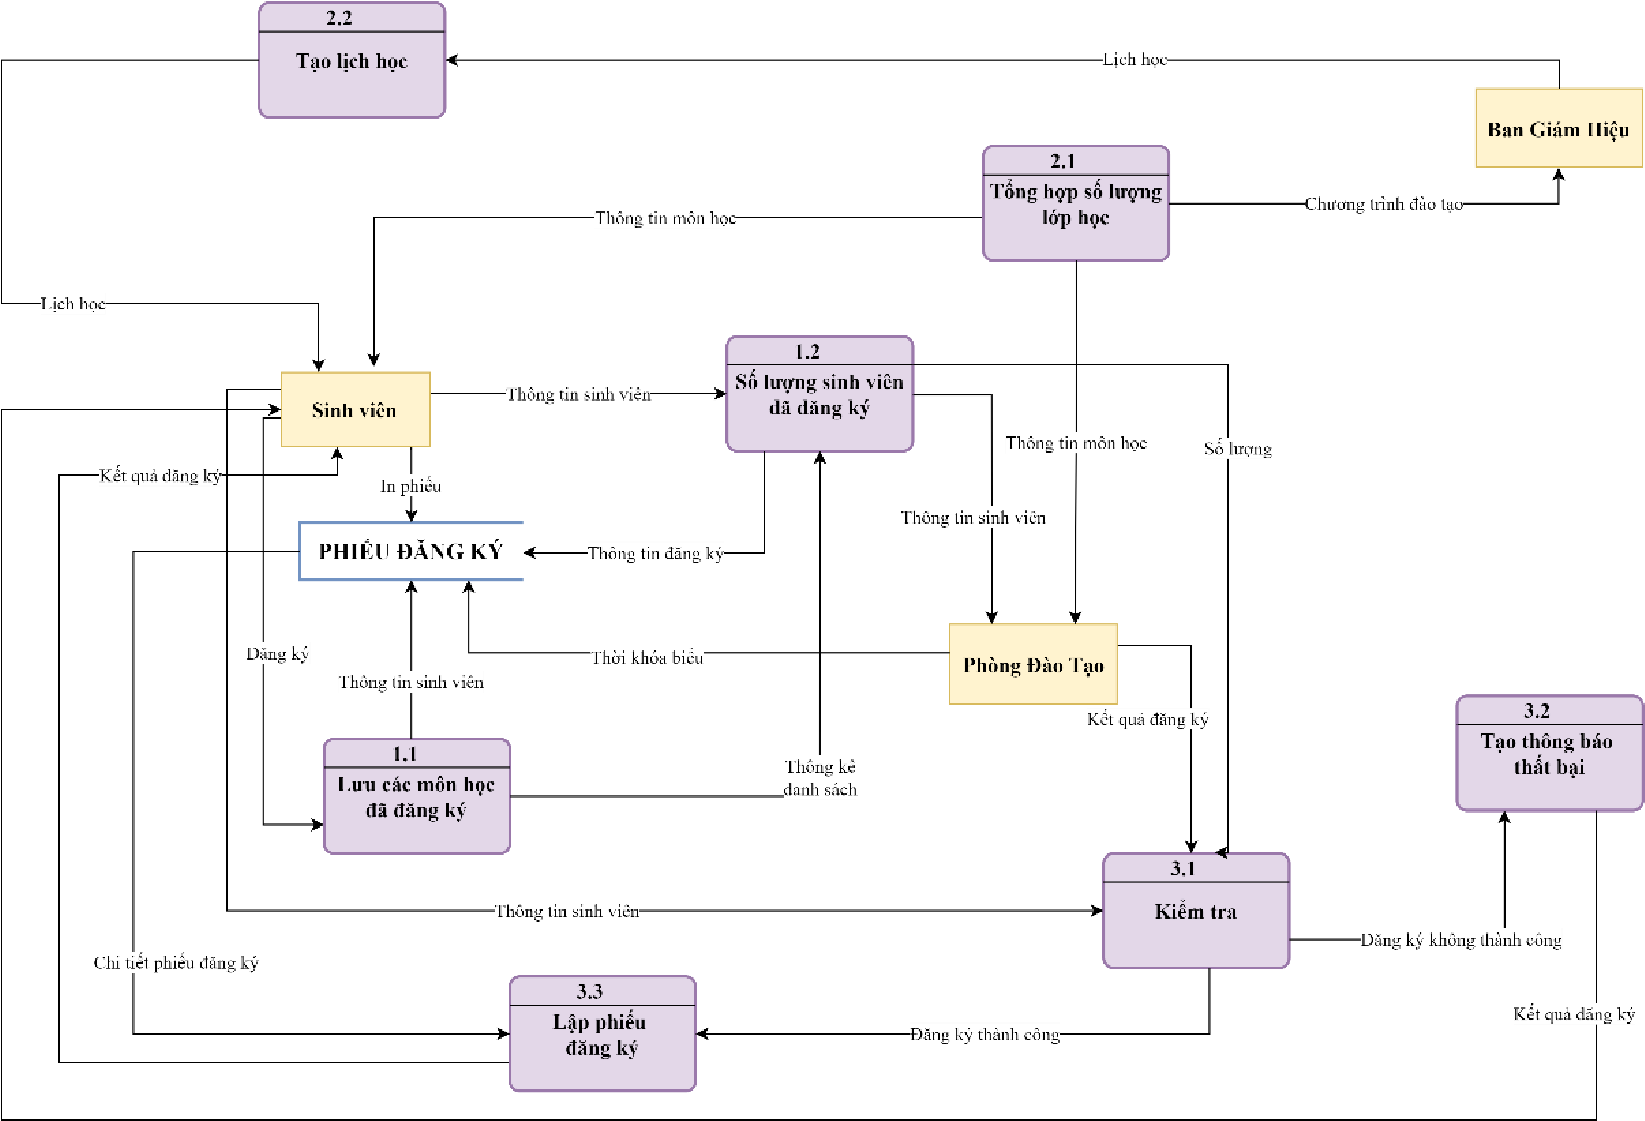 2.2
Tạo lịch học
Lịch học
Ban Giám Hiệu
2.1
Tổng hợp số lượng
lớp học
Chương trình đào tạo
Thông tin môn học
Lịch học
1.2
Số lượng sinh viên
đã đăng ký
Sinh viên
Thông tin sinh viên
Thông tin môn học
Số lượng
Kết quả đăng ký
In phiếu
Thông tin sinh viên
PHIẾU ĐĂNG KÝ
Thông tin đăng ký
Đăng ký
Thời khóa biểu
Phòng Đào Tạo
Thông tin sinh viên
Kết quả đăng ký
3.2
Tạo thông báo
thất bại
1.1
Lưu các môn học
đã đăng ký
Thống kê
danh sách
3.1
Kiểm tra
Thông tin sinh viên
Đăng ký không thành công
Chi tiết phiếu đăng ký
3.3
Lập phiếu
đăng ký
Đăng ký thành công
Kết quả đăng ký